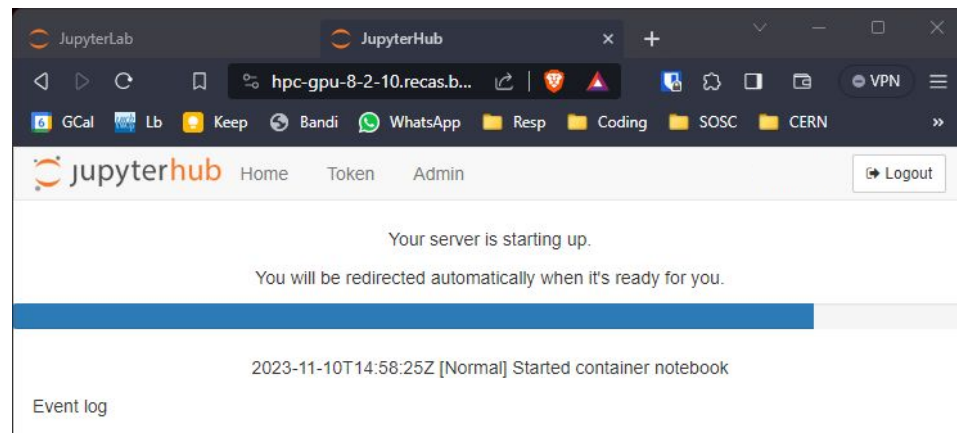 JupyterLab JupyterHub
hpc-gpu-8-2-10.recas.b... VPN
6 GCal Lb Keep Bandi WhatsApp Resp Coding SOSC CERN »
jupyterhub Home Token Admin Logout
Your server is starting up.
You will be redirected automatically when it's ready for you.
2023-11-10T14:58:25Z [Normal] Started container notebook
Event log